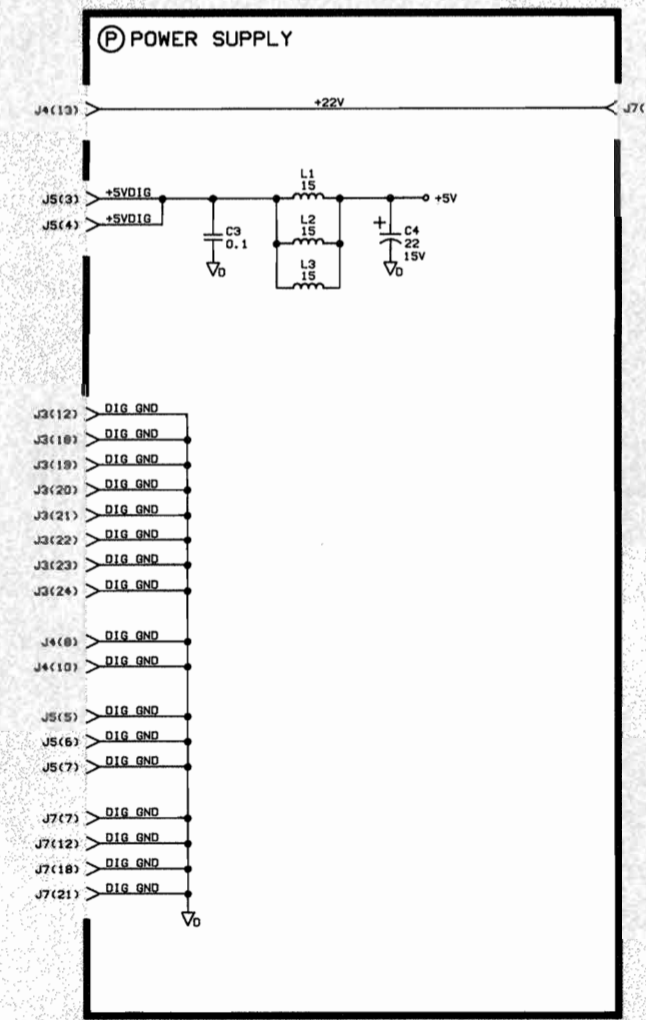 P POWER SUPPLY
J4(13) +22V J7(
L1
15
J5(3) +5VDIG +5V
J5(4) +5VDIG
C3
0.1
L2
15
C4
22
15V
D
L3
15
D
J3(12) DIG GND
J3(18) DIG GND
J3(19) DIG GND
J3(20) DIG GND
J3(21) DIG GND
J3(22) DIG GND
J3(23) DIG GND
J3(24) DIG GND
J4(8) DIG GND
J4(10) DIG GND
J5(5) DIG GND
J5(6) DIG GND
J5(7) DIG GND
J7(7) DIG GND
J7(12) DIG GND
J7(18) DIG GND
J7(21) DIG GND
D